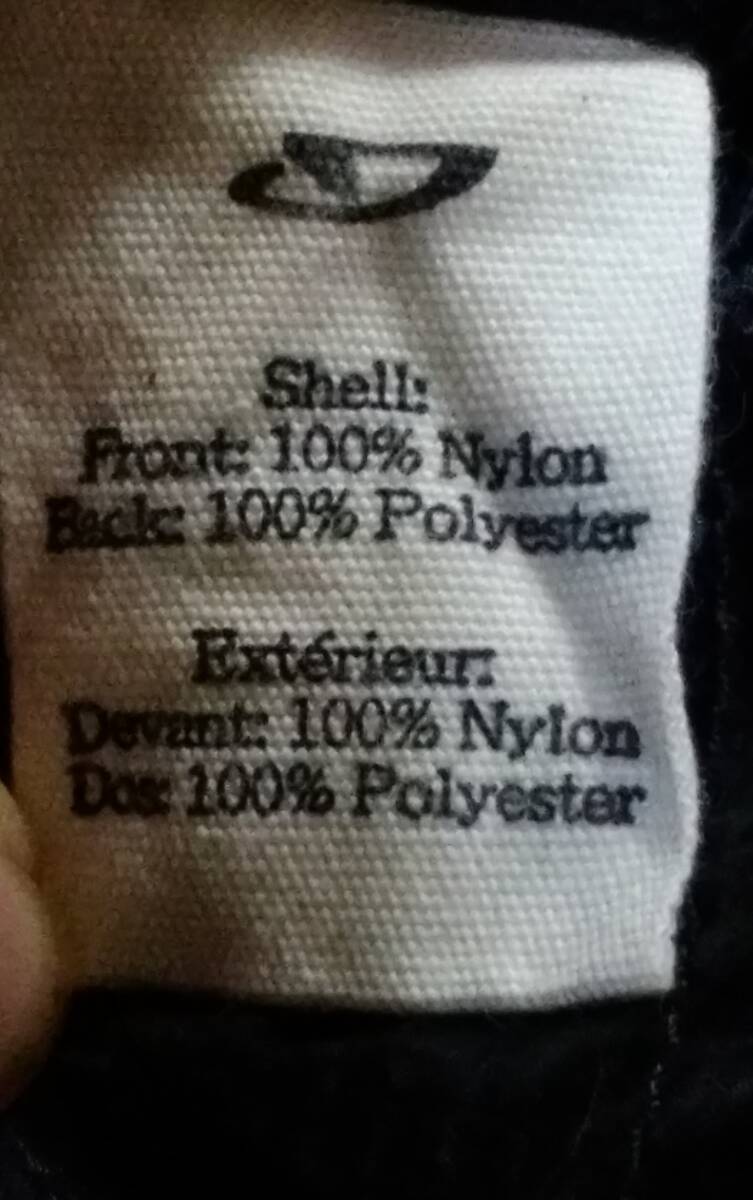 Shell:
Front: 100% Nylon
Back: 100% Polyester
Extérieur:
Devant: 100% Nylon
Dos: 100% Polyester